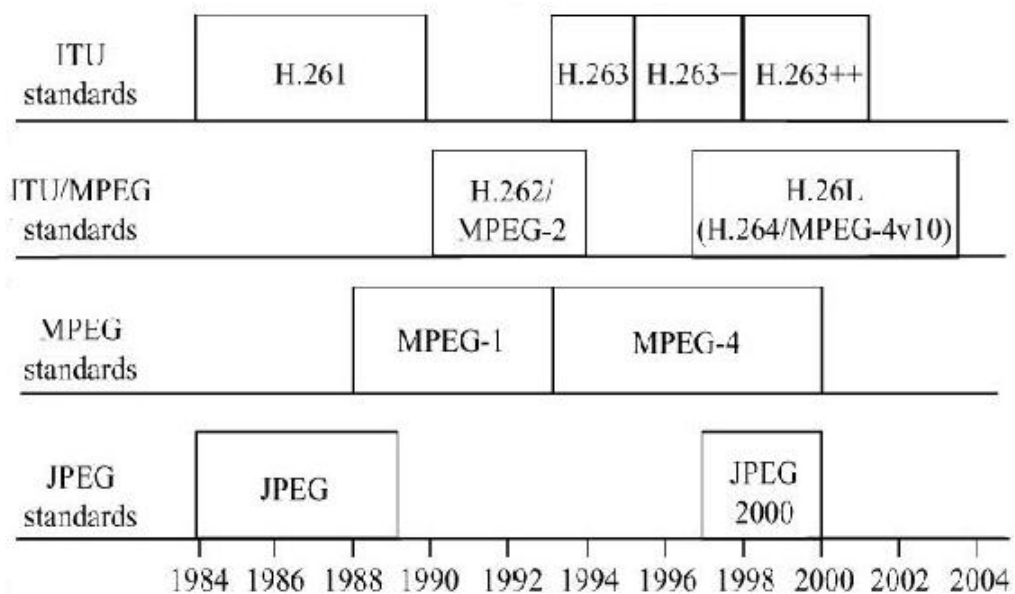 ITU
standards
H.261
H.263
H.263+
H.263++
ITU/MPEG
standards
H.262/
MPEG-2
H.26L
(H.264/MPEG-4v10)
MPEG
standards
MPEG-1
MPEG-4
JPEG
standards
JPEG
JPEG
2000
1984 1986 1988 1990 1992 1994 1996 1998 2000 2002 2004